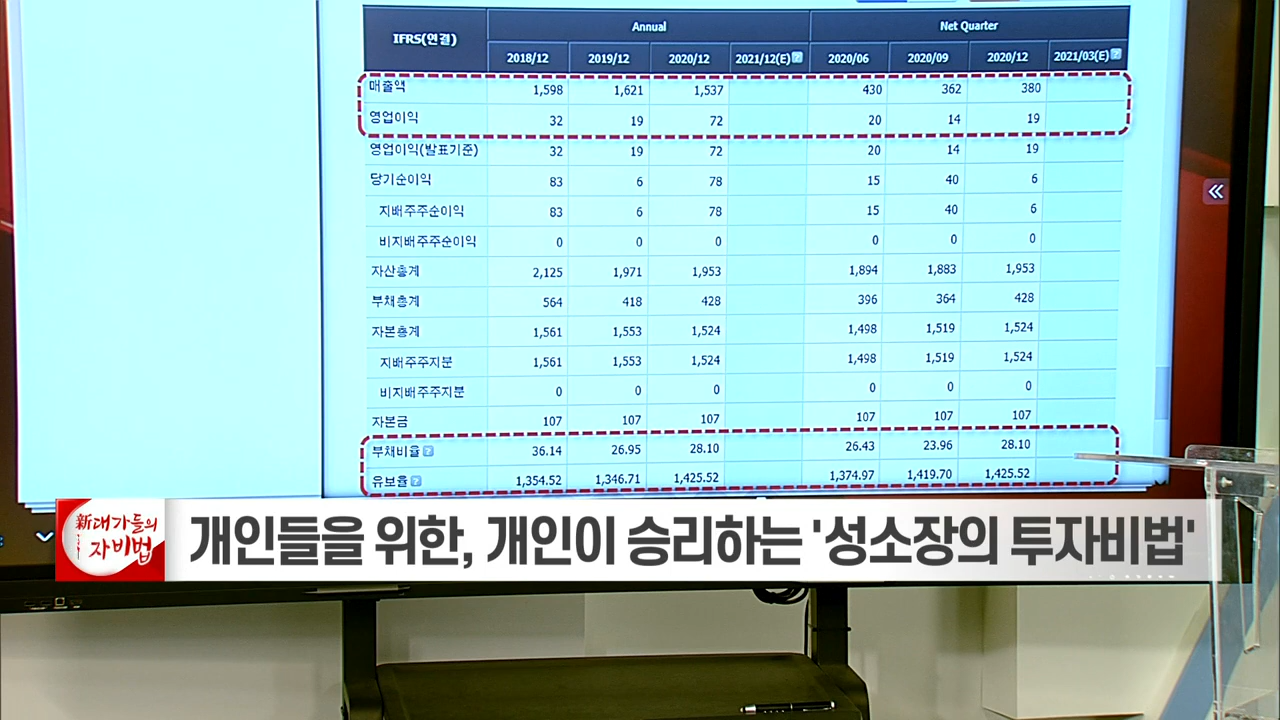 IFRS(연결) Annual Net Quarter
2018/12 2019/12 2020/12 2021/12(E) 2020/06 2020/09 2020/12 2021/03(E)
매출액 1,598 1,621 1,537 430 362 380
영업이익 32 19 72 20 14 19
영업이익(발표기준) 32 19 72 20 14 19
당기순이익 83 6 78 15 40 6
지배주주순이익 83 6 78 15 40 6
비지배주주순이익 0 0 0 0 0 0
자산총계 2,125 1,971 1,953 1,894 1,883 1,953
부채총계 564 418 428 396 364 428
자본총계 1,561 1,553 1,524 1,498 1,519 1,524
지배주주지분 1,561 1,553 1,524 1,498 1,519 1,524
비지배주주지분 0 0 0 0 0 0
자본금 107 107 107 107 107 107
부채비율 36.14 26.95 28.10 26.43 23.96 28.10
유보율 1,354.52 1,346.71 1,425.52 1,374.97 1,419.70 1,425.52
新대가들의
자비법
개인들을 위한, 개인이 승리하는 '성소장의 투자비법'